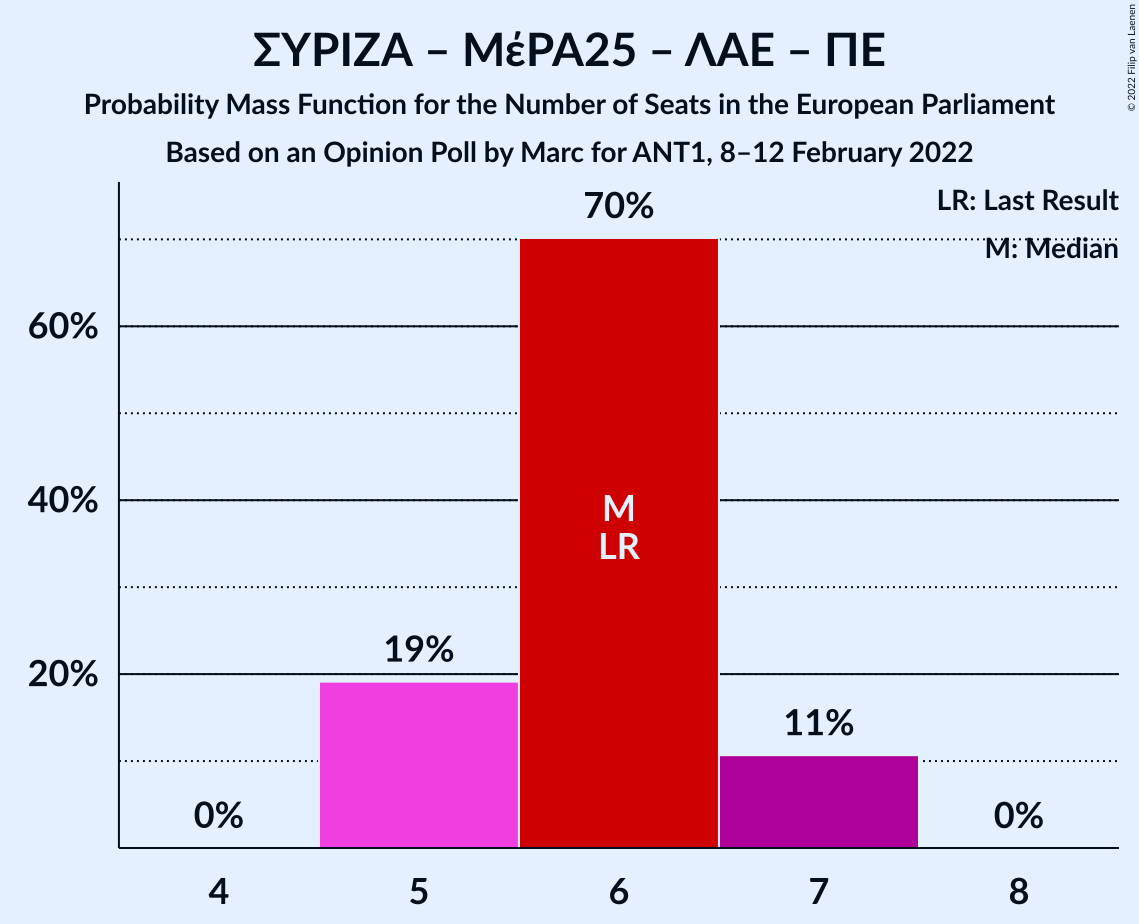 ΣΥΡΙΖΑ – ΜέΡΑ25 – ΛΑΕ – ΠΕ
Probability Mass Function for the Number of Seats in the European Parliament
Based on an Opinion Poll by Marc for ANT1, 8–12 February 2022
© 2022 Filip van Laenen
LR: Last Result
M: Median
70%
60%
40%
M
LR
19%
20%
11%
0%
0%
4
5
6
7
8